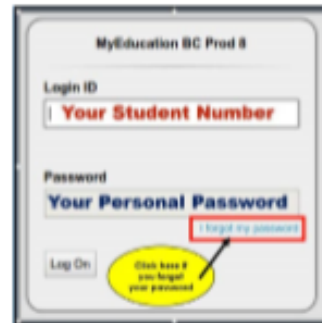 MyEducation BC Prod 8
Login ID
Your Student Number
Password
Your Personal Password
I forgot my password
Log On
Click here if
you forgot
your password